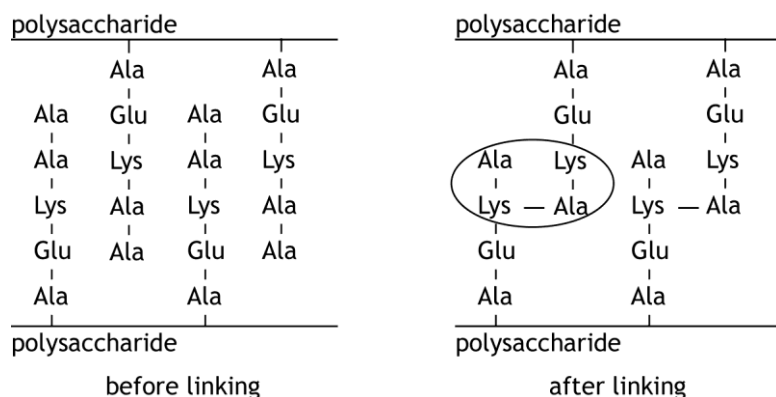 polysaccharide polysaccharide
Ala Ala Ala Ala
Ala Glu Ala Glu Glu Glu
Ala Lys Ala Lys Ala Lys Ala Lys
Lys Ala Lys Ala Lys — Ala Lys — Ala
Glu Ala Glu Ala Glu Glu
Ala Ala Ala Ala
polysaccharide polysaccharide
before linking after linking